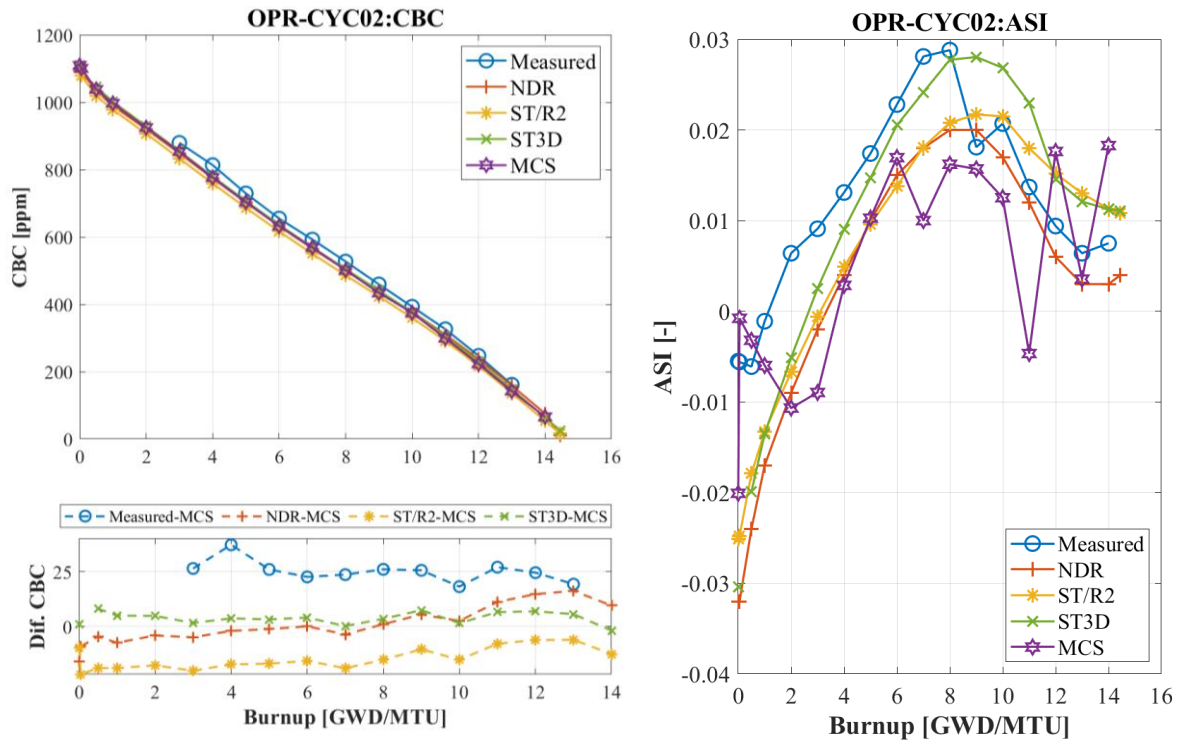 OPR-CYC02:CBC
1200
1000
800
600
400
200
0
CBC [ppm]
Measured
NDR
ST/R2
ST3D
MCS
0 2 4 6 8 10 12 14 16
Measured-MCS NDR-MCS ST/R2-MCS ST3D-MCS
25
0
Dif. CBC
0 2 4 6 8 10 12 14
Burnup [GWD/MTU]
OPR-CYC02:ASI
0.03
0.02
0.01
0
-0.01
-0.02
-0.03
-0.04
ASI [-]
Measured
NDR
ST/R2
ST3D
MCS
0 2 4 6 8 10 12 14 16
Burnup [GWD/MTU]